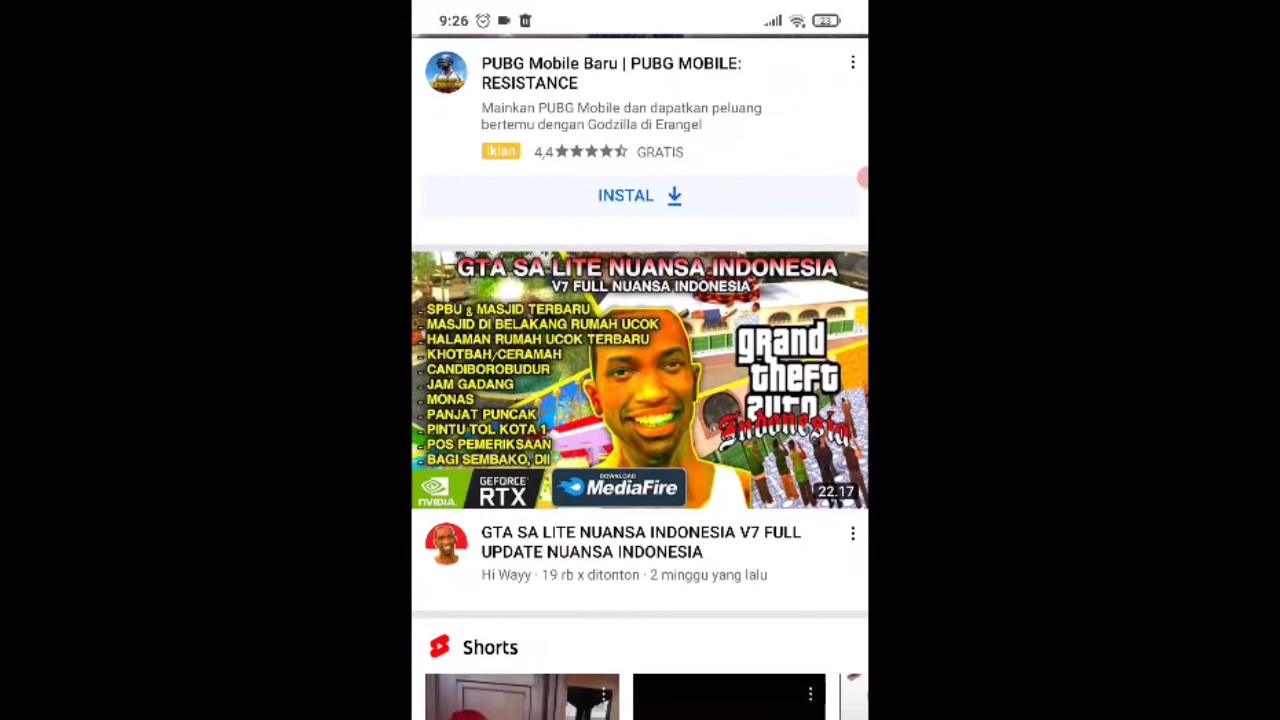 9:26
23
PUBG Mobile Baru | PUBG MOBILE:
RESISTANCE
Mainkan PUBG Mobile dan dapatkan peluang
bertemu dengan Godzilla di Erangel
Iklan 4,4 GRATIS
INSTAL
GTA SA LITE NUANSA INDONESIA
V7 FULL NUANSA INDONESIA
- SPBU & MASJID TERBARU
- MASJID DI BELAKANG RUMAH UCOK
- HALAMAN RUMAH UCOK TERBARU
- KHOTBAH/CERAMAH
- CANDIBOROBUDUR
- JAM GADANG
- MONAS
- PANJAT PUNCAK
- PINTU TOL KOTA 1
- POS PEMERIKSAAN
- BAGI SEMBAKO, Dll
grand
theft
auto
Indonesia
NVIDIA.
GEFORCE
RTX
DOWNLOAD
MediaFire
22.17
GTA SA LITE NUANSA INDONESIA V7 FULL
UPDATE NUANSA INDONESIA
Hi Wayy · 19 rb x ditonton · 2 minggu yang lalu
Shorts